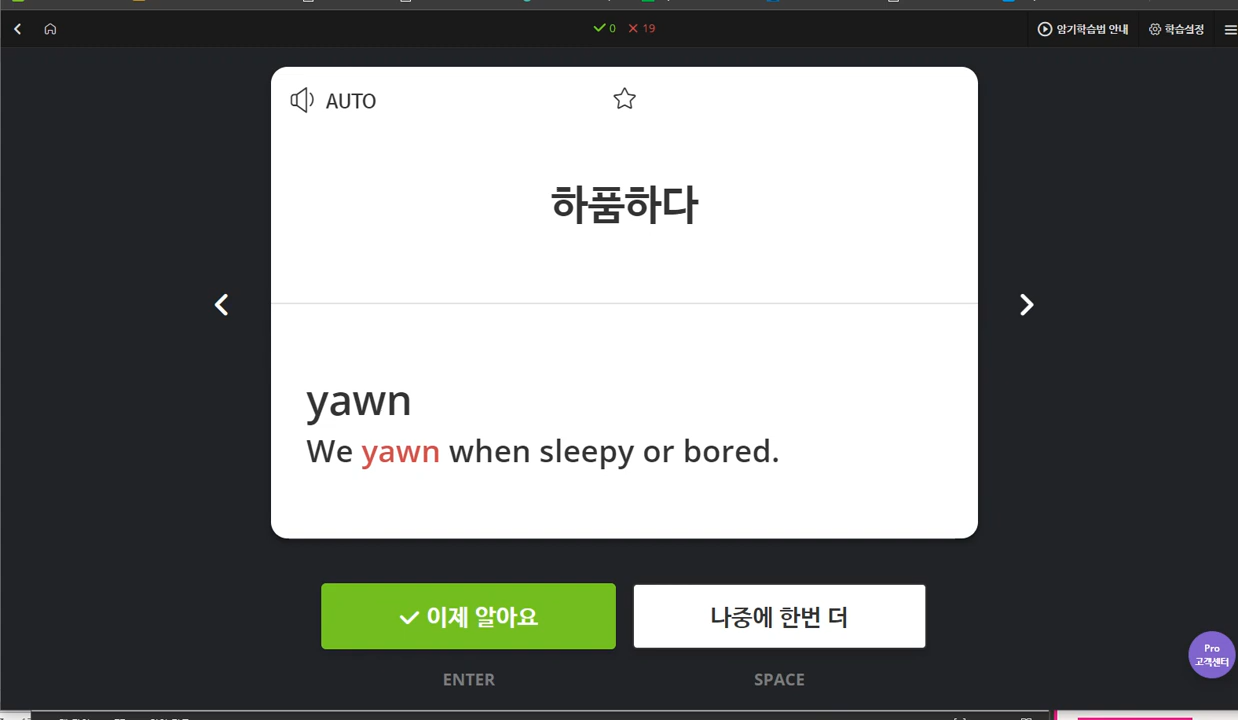 0 19
암기학습법 안내
학습설정
AUTO
하품하다
yawn
We yawn when sleepy or bored.
이제 알아요
나중에 한번 더
ENTER
SPACE
Pro
고객센터